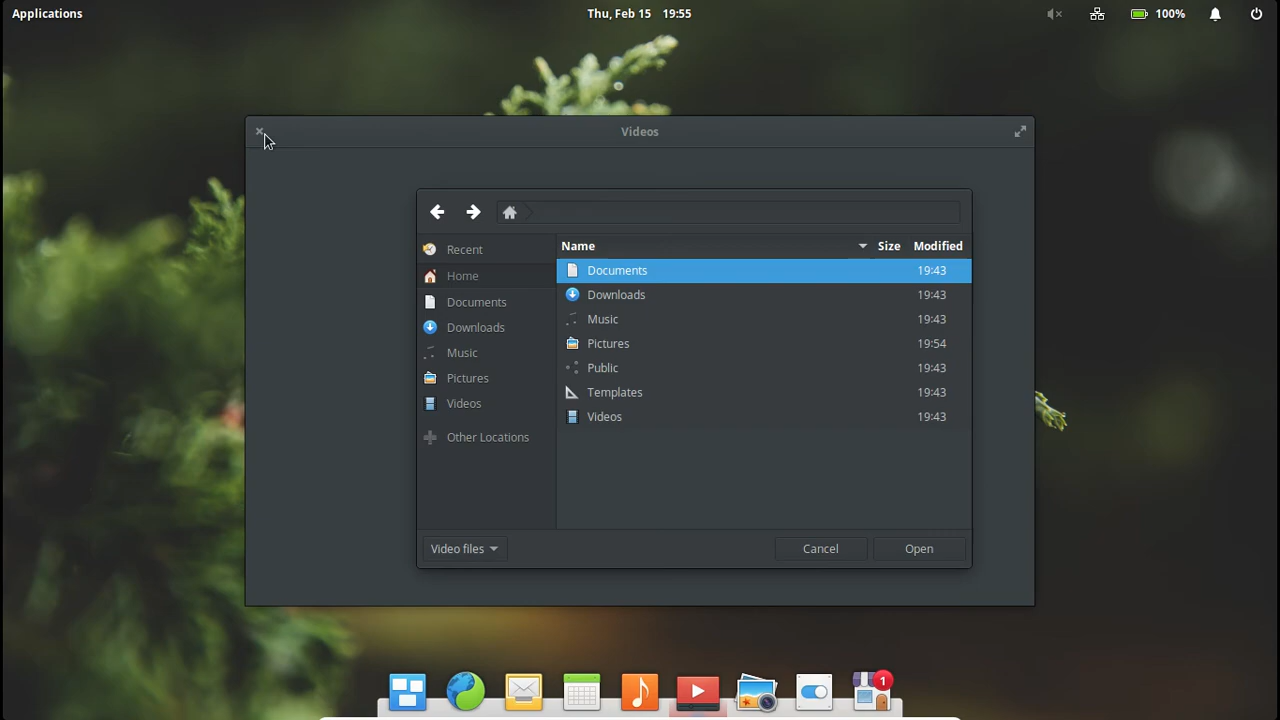 Applications
Thu, Feb 15 19:55
100%
Videos
Recent
Home
Documents
Downloads
Music
Pictures
Videos
Other Locations
Name Size Modified
Documents 19:43
Downloads 19:43
Music 19:43
Pictures 19:54
Public 19:43
Templates 19:43
Videos 19:43
Video files
Cancel
Open
1